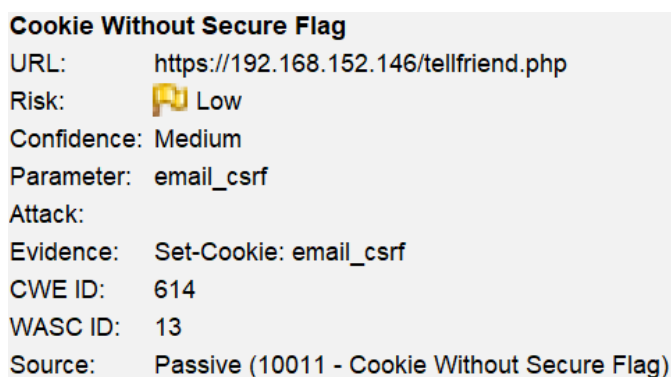 Cookie Without Secure Flag
URL: https://192.168.152.146/tellfriend.php
Risk: Low
Confidence: Medium
Parameter: email_csrf
Attack:
Evidence: Set-Cookie: email_csrf
CWE ID: 614
WASC ID: 13
Source: Passive (10011 - Cookie Without Secure Flag)